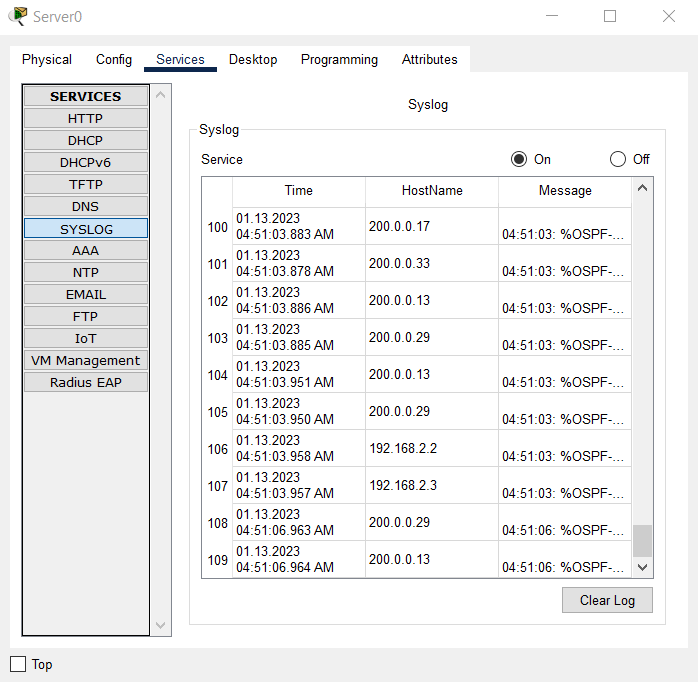 Server0
Physical Config Services Desktop Programming Attributes
SERVICES
HTTP
DHCP
DHCPv6
TFTP
DNS
SYSLOG
AAA
NTP
EMAIL
FTP
IoT
VM Management
Radius EAP
Syslog
Syslog
Service On Off
Time HostName Message
100 01.13.2023 04:51:03.883 AM 200.0.0.17 04:51:03: %OSPF-...
101 01.13.2023 04:51:03.878 AM 200.0.0.33 04:51:03: %OSPF-...
102 01.13.2023 04:51:03.886 AM 200.0.0.13 04:51:03: %OSPF-...
103 01.13.2023 04:51:03.885 AM 200.0.0.29 04:51:03: %OSPF-...
104 01.13.2023 04:51:03.951 AM 200.0.0.13 04:51:03: %OSPF-...
105 01.13.2023 04:51:03.950 AM 200.0.0.29 04:51:03: %OSPF-...
106 01.13.2023 04:51:03.958 AM 192.168.2.2 04:51:03: %OSPF-...
107 01.13.2023 04:51:03.957 AM 192.168.2.3 04:51:03: %OSPF-...
108 01.13.2023 04:51:06.963 AM 200.0.0.29 04:51:06: %OSPF-...
109 01.13.2023 04:51:06.964 AM 200.0.0.13 04:51:06: %OSPF-...
Clear Log
Top